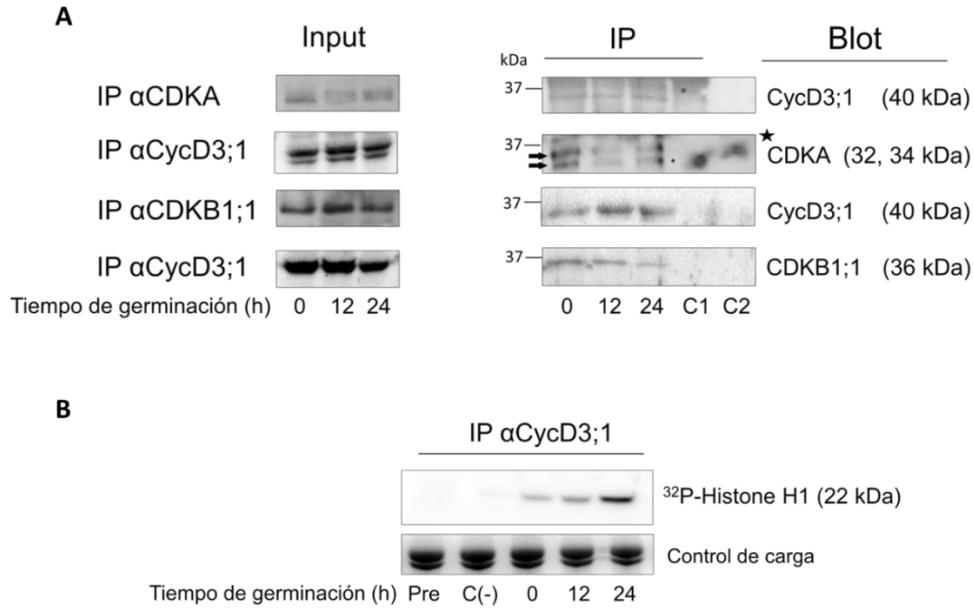 A
Input
IP
Blot
kDa
IP αCDKA
37
CycD3;1 (40 kDa)
IP αCycD3;1
37
★
CDKA (32, 34 kDa)
IP αCDKB1;1
37
CycD3;1 (40 kDa)
IP αCycD3;1
37
CDKB1;1 (36 kDa)
Tiempo de germinación (h) 0 12 24
0 12 24 C1 C2
B
IP αCycD3;1
³²P-Histone H1 (22 kDa)
Control de carga
Tiempo de germinación (h) Pre C(-) 0 12 24